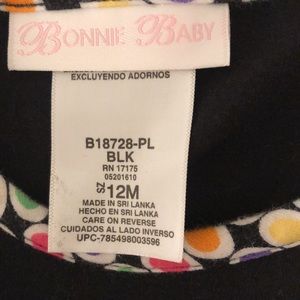 BONNIE BABY
EXCLUYENDO ADORNOS
B18728-PL
BLK
RN 17175
05201610
SZ 12M
MADE IN SRI LANKA
HECHO EN SRI LANKA
CARE ON REVERSE
CUIDADOS AL LADO INVERSO
UPC-785498003596